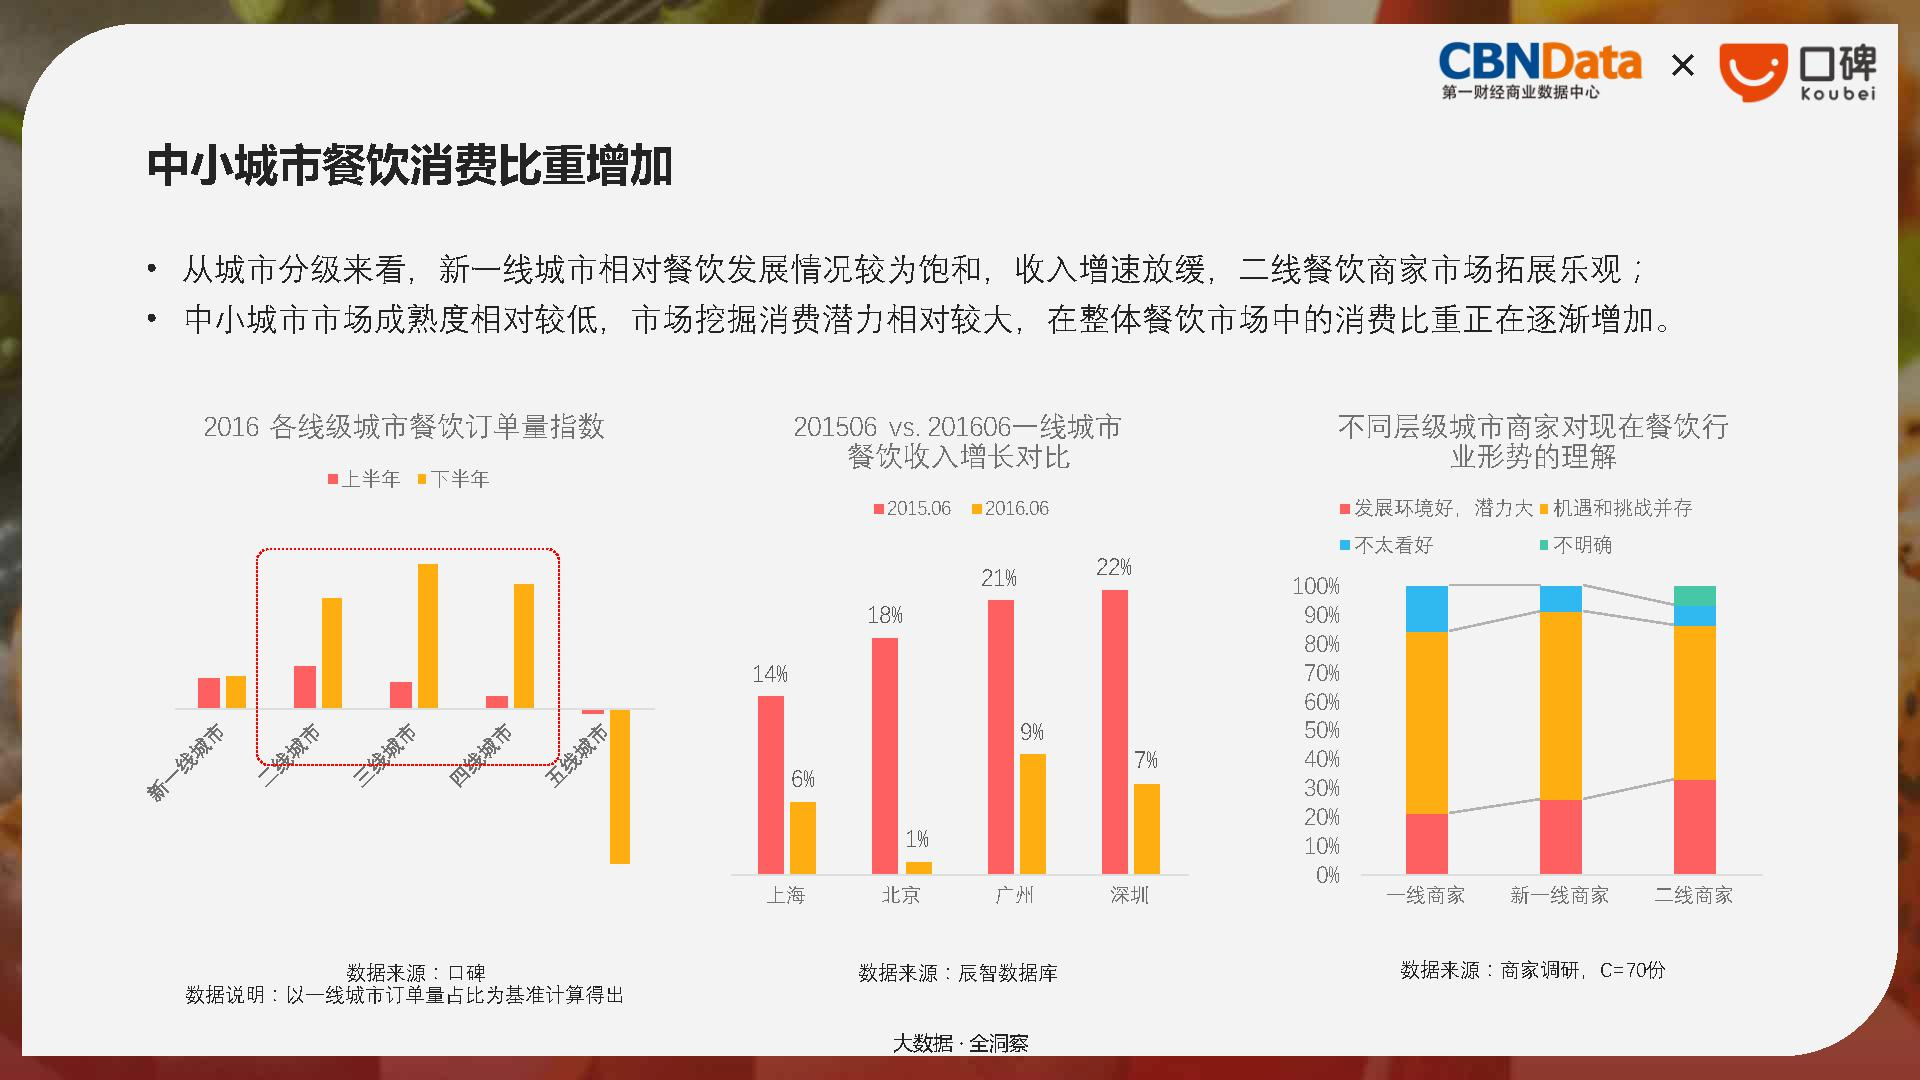 CBNData
第一财经商业数据中心
×
口碑
Koubei
中小城市餐饮消费比重增加
• 从城市分级来看，新一线城市相对餐饮发展情况较为饱和，收入增速放缓，二线餐饮商家市场拓展乐观；
• 中小城市市场成熟度相对较低，市场挖掘消费潜力相对较大，在整体餐饮市场中的消费比重正在逐渐增加。
2016 各线级城市餐饮订单量指数
上半年 下半年
新一线城市 二线城市 三线城市 四线城市 五线城市
数据来源：口碑
数据说明：以一线城市订单量占比为基准计算得出
201506 vs. 201606一线城市
餐饮收入增长对比
2015.06 2016.06
14% 6% 18% 1% 21% 9% 22% 7%
上海 北京 广州 深圳
数据来源：辰智数据库
不同层级城市商家对现在餐饮行
业形势的理解
发展环境好，潜力大 机遇和挑战并存
不太看好 不明确
100%
90%
80%
70%
60%
50%
40%
30%
20%
10%
0%
一线商家 新一线商家 二线商家
数据来源：商家调研，C=70份
大数据·全洞察